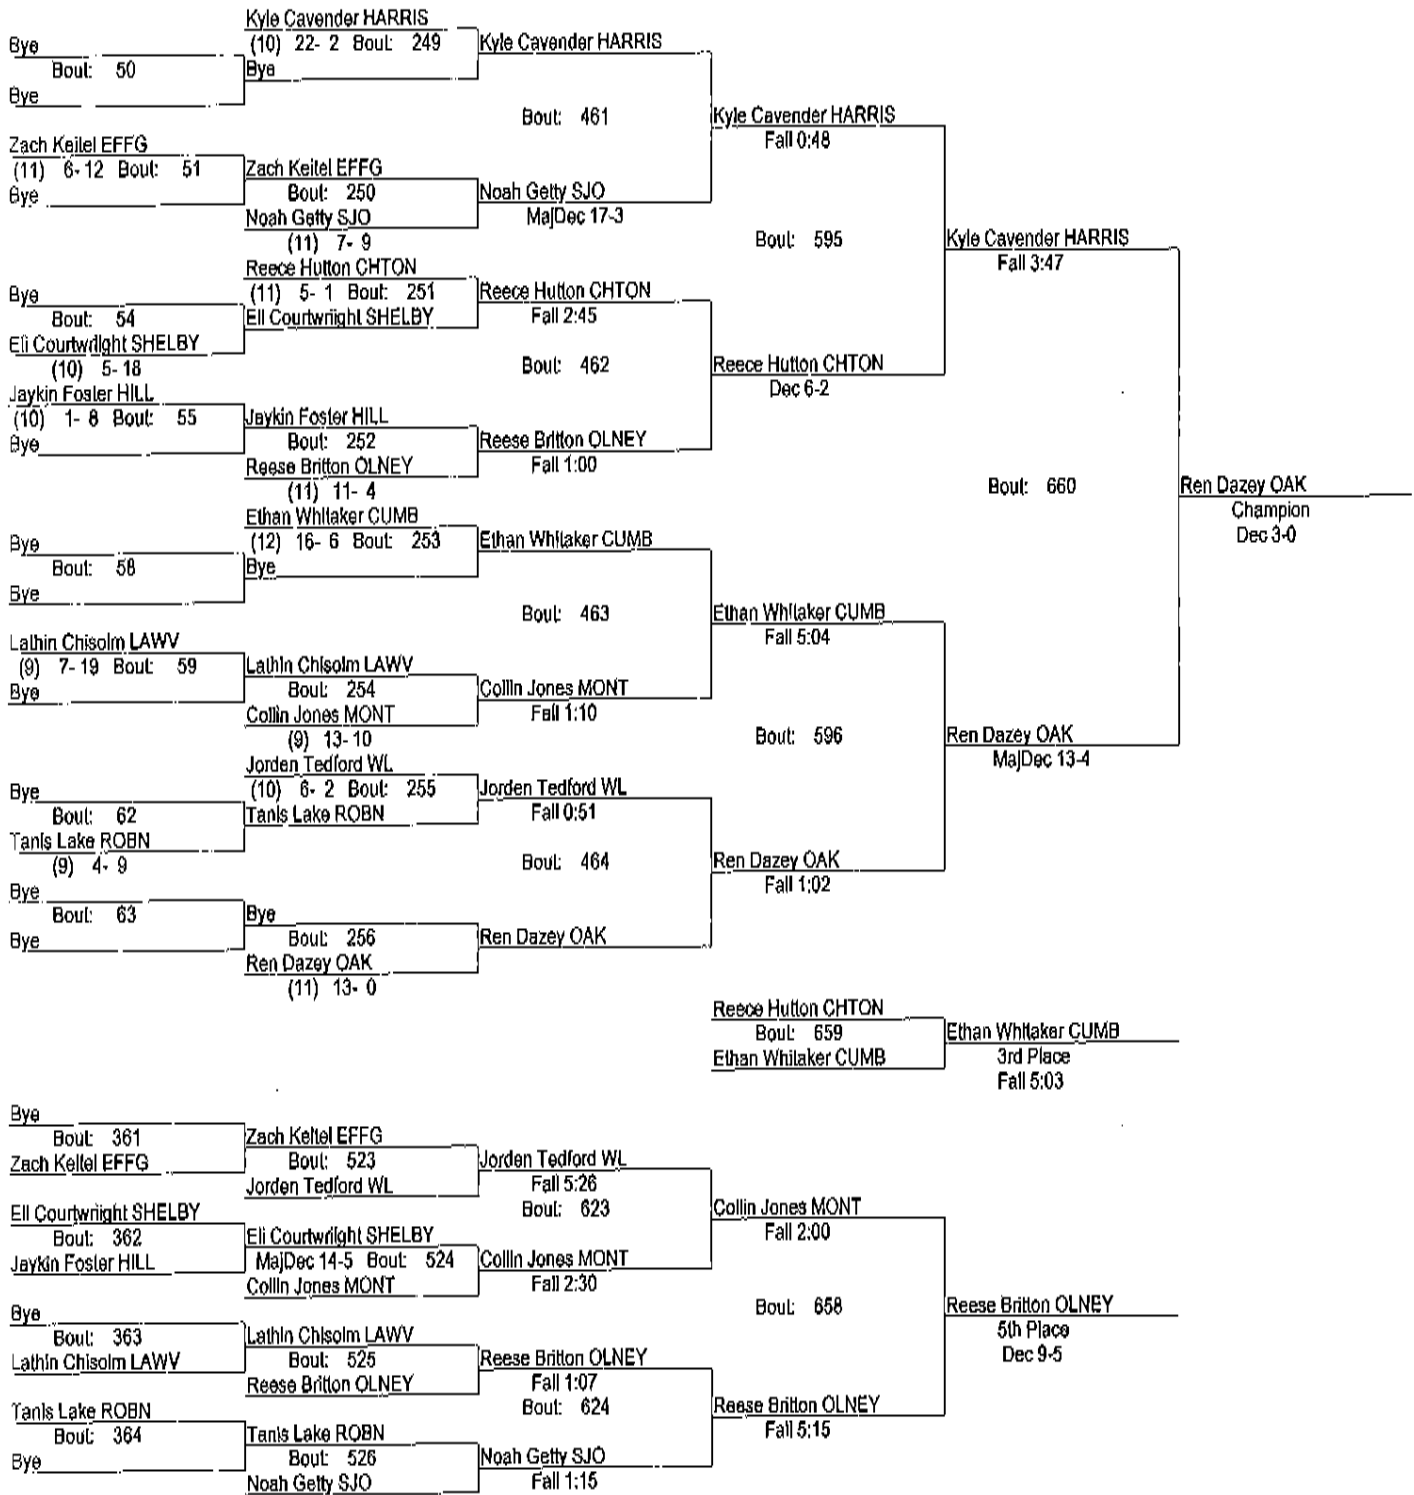 Kyle Cavender HARRIS
Bye
(10) 22- 2 Bout: 249
Kyle Cavender HARRIS
Bout: 50
Bye
Bye
Bout: 461
Kyle Cavender HARRIS
Fall 0:48
Zach Keitel EFFG
(11) 6-12 Bout: 51
Zach Keitel EFFG
Bye
Bout: 250
Noah Getty SJO
Noah Getty SJO
MajDec 17-3
(11) 7- 9
Bout: 595
Kyle Cavender HARRIS
Fall 3:47
Reece Hutton CHTON
Bye
(11) 5- 1 Bout: 251
Reece Hutton CHTON
Bout: 54
Eli Courtwriight SHELBY
Fall 2:45
Eli Courtwriight SHELBY
(10) 5-18
Bout: 462
Reece Hutton CHTON
Dec 6-2
Jaykin Foster HILL
(10) 1- 8 Bout: 55
Jaykin Foster HILL
Bye
Bout: 252
Reese Britton OLNEY
Reese Britton OLNEY
Fall 1:00
(11) 11- 4
Bout: 660
Ren Dazey OAK
Champion
Dec 3-0
Ethan Whitaker CUMB
Bye
(12) 16- 6 Bout: 253
Ethan Whitaker CUMB
Bout: 58
Bye
Bye
Bout: 463
Ethan Whitaker CUMB
Fall 5:04
Lathin Chisolm LAWV
(9) 7-19 Bout: 59
Lathin Chisolm LAWV
Bye
Bout: 254
Collin Jones MONT
Collin Jones MONT
Fall 1:10
(9) 13-10
Bout: 596
Ren Dazey OAK
MajDec 13-4
Jorden Tedford WL
Bye
(10) 6- 2 Bout: 255
Jorden Tedford WL
Bout: 62
Tanis Lake ROBN
Fall 0:51
Tanis Lake ROBN
(9) 4- 9
Bout: 464
Ren Dazey OAK
Fall 1:02
Bye
Bout: 63
Bye
Bye
Bout: 256
Ren Dazey OAK
Ren Dazey OAK
(11) 13- 0
Reece Hutton CHTON
Bout: 659
Ethan Whitaker CUMB
Ethan Whitaker CUMB
3rd Place
Fall 5:03
Bye
Bout: 361
Zach Keitel EFFG
Zach Keitel EFFG
Bout: 523
Jorden Tedford WL
Jorden Tedford WL
Fall 5:26
Bout: 623
Collin Jones MONT
Fall 2:00
Eli Courtwriight SHELBY
Bout: 362
Eli Courtwriight SHELBY
Jaykin Foster HILL
MajDec 14-5 Bout: 524
Collin Jones MONT
Collin Jones MONT
Fall 2:30
Bout: 658
Reese Britton OLNEY
5th Place
Dec 9-5
Bye
Bout: 363
Lathin Chisolm LAWV
Lathin Chisolm LAWV
Bout: 525
Reese Britton OLNEY
Reese Britton OLNEY
Fall 1:07
Bout: 624
Reese Britton OLNEY
Fall 5:15
Tanis Lake ROBN
Bout: 364
Tanis Lake ROBN
Bye
Bout: 526
Noah Getty SJO
Noah Getty SJO
Fall 1:15